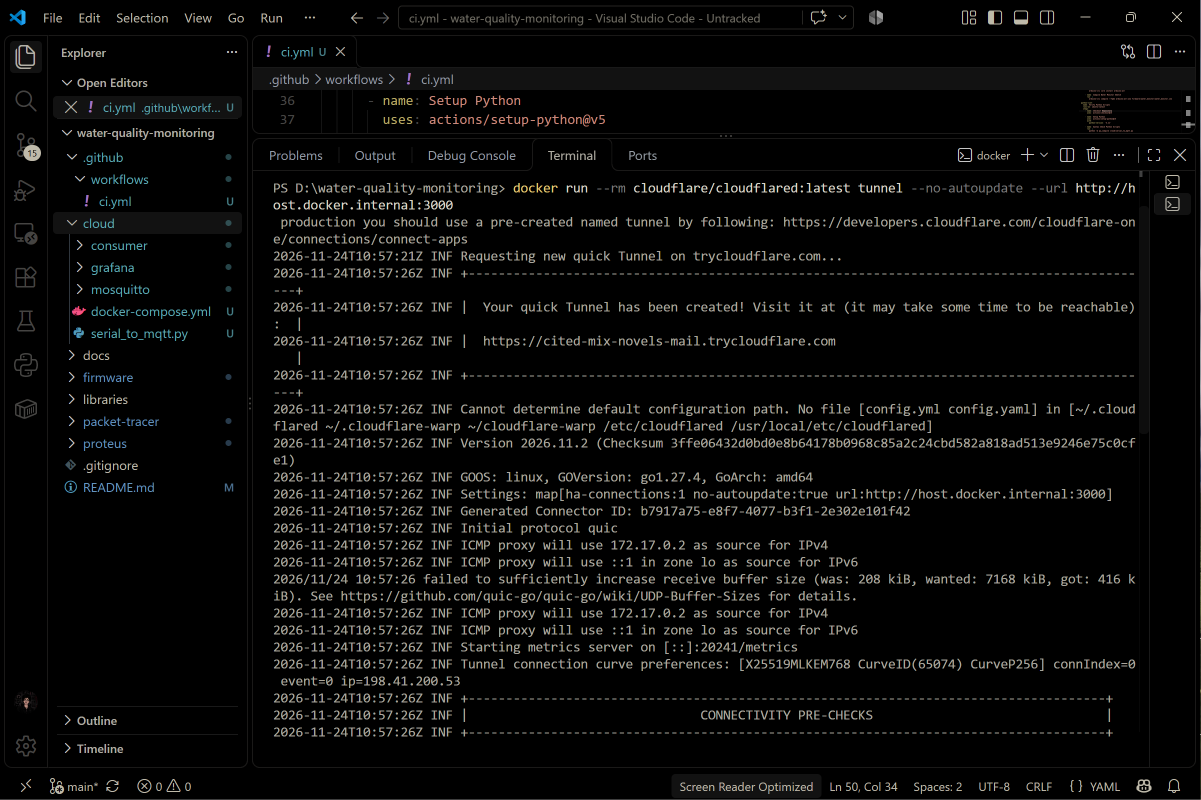 File Edit Selection View Go Run ··· ci.yml - water-quality-monitoring - Visual Studio Code - Untracked
Explorer
Open Editors
ci.yml .github\workf... U
water-quality-monitoring
.github
workflows
ci.yml U
cloud
consumer
grafana
mosquitto
docker-compose.yml U
serial_to_mqtt.py U
docs
firmware
libraries
packet-tracer
proteus
.gitignore
README.md M
Outline
Timeline
15
ci.yml U
.github > workflows > ci.yml
36 - name: Setup Python
37 uses: actions/setup-python@v5
Problems Output Debug Console Terminal Ports docker
PS D:\water-quality-monitoring> docker run --rm cloudflare/cloudflared:latest tunnel --no-autoupdate --url http://h
ost.docker.internal:3000
production you should use a pre-created named tunnel by following: https://developers.cloudflare.com/cloudflare-on
e/connections/connect-apps
2026-11-24T10:57:21Z INF Requesting new quick Tunnel on trycloudflare.com...
2026-11-24T10:57:26Z INF +--------------------------------------------------------------------------------------------
---+
2026-11-24T10:57:26Z INF | Your quick Tunnel has been created! Visit it at (it may take some time to be reachable)
: |
2026-11-24T10:57:26Z INF | https://cited-mix-novels-mail.trycloudflare.com
|
2026-11-24T10:57:26Z INF +--------------------------------------------------------------------------------------------
---+
2026-11-24T10:57:26Z INF Cannot determine default configuration path. No file [config.yml config.yaml] in [~/.cloud
flared ~/.cloudflare-warp ~/cloudflare-warp /etc/cloudflared /usr/local/etc/cloudflared]
2026-11-24T10:57:26Z INF Version 2026.11.2 (Checksum 3ffe06432d0bd0e8b64178b0968c85a2c24cbd582a818ad513e9246e75c0cf
e1)
2026-11-24T10:57:26Z INF GOOS: linux, GOVersion: go1.27.4, GoArch: amd64
2026-11-24T10:57:26Z INF Settings: map[ha-connections:1 no-autoupdate:true url:http://host.docker.internal:3000]
2026-11-24T10:57:26Z INF Generated Connector ID: b7917a75-e8f7-4077-b3f1-2e302e101f42
2026-11-24T10:57:26Z INF Initial protocol quic
2026-11-24T10:57:26Z INF ICMP proxy will use 172.17.0.2 as source for IPv4
2026-11-24T10:57:26Z INF ICMP proxy will use ::1 in zone lo as source for IPv6
2026/11/24 10:57:26 failed to sufficiently increase receive buffer size (was: 208 kiB, wanted: 7168 kiB, got: 416 k
iB). See https://github.com/quic-go/quic-go/wiki/UDP-Buffer-Sizes for details.
2026-11-24T10:57:26Z INF ICMP proxy will use 172.17.0.2 as source for IPv4
2026-11-24T10:57:26Z INF ICMP proxy will use ::1 in zone lo as source for IPv6
2026-11-24T10:57:26Z INF Starting metrics server on [::]:20241/metrics
2026-11-24T10:57:26Z INF Tunnel connection curve preferences: [X25519MLKEM768 CurveID(65074) CurveP256] connIndex=0
event=0 ip=198.41.200.53
2026-11-24T10:57:26Z INF +-----------------------------------------------------------------------------------------+
2026-11-24T10:57:26Z INF | CONNECTIVITY PRE-CHECKS |
2026-11-24T10:57:26Z INF +-----------------------------------------------------------------------------------------+
main* 0 0 Screen Reader Optimized Ln 50, Col 34 Spaces: 2 UTF-8 CRLF { } YAML